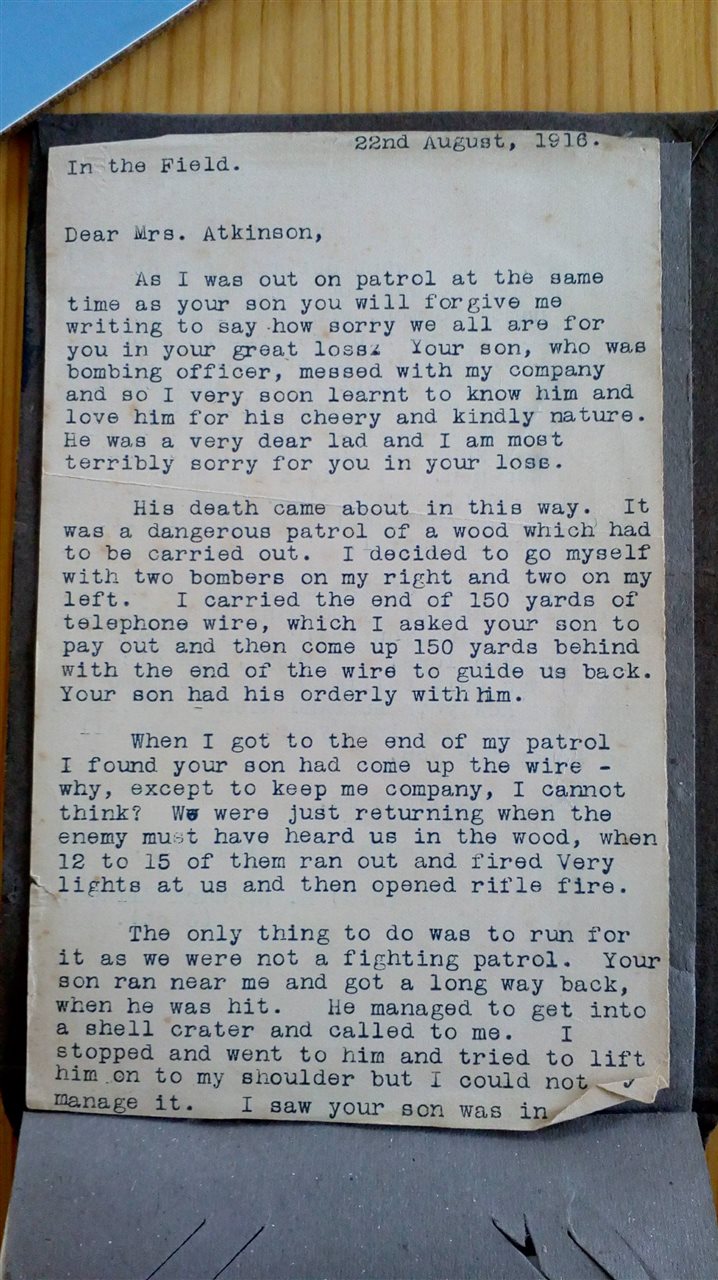 22nd August, 1916.
In the Field.
Dear Mrs. Atkinson,
As I was out on patrol at the same
time as your son you will forgive me
writing to say how sorry we all are for
you in your great loss. Your son, who was
bombing officer, messed with my company
and so I very soon learnt to know him and
love him for his cheery and kindly nature.
He was a very dear lad and I am most
terribly sorry for you in your loss.
His death came about in this way. It
was a dangerous patrol of a wood which had
to be carried out. I decided to go myself
with two bombers on my right and two on my
left. I carried the end of 150 yards of
telephone wire, which I asked your son to
pay out and then come up 150 yards behind
with the end of the wire to guide us back.
Your son had his orderly with him.
When I got to the end of my patrol
I found your son had come up the wire -
why, except to keep me company, I cannot
think? We were just returning when the
enemy must have heard us in the wood, when
12 to 15 of them ran out and fired Very
lights at us and then opened rifle fire.
The only thing to do was to run for
it as we were not a fighting patrol. Your
son ran near me and got a long way back,
when he was hit. He managed to get into
a shell crater and called to me. I
stopped and went to him and tried to lift
him on to my shoulder but I could not
manage it. I saw your son was in